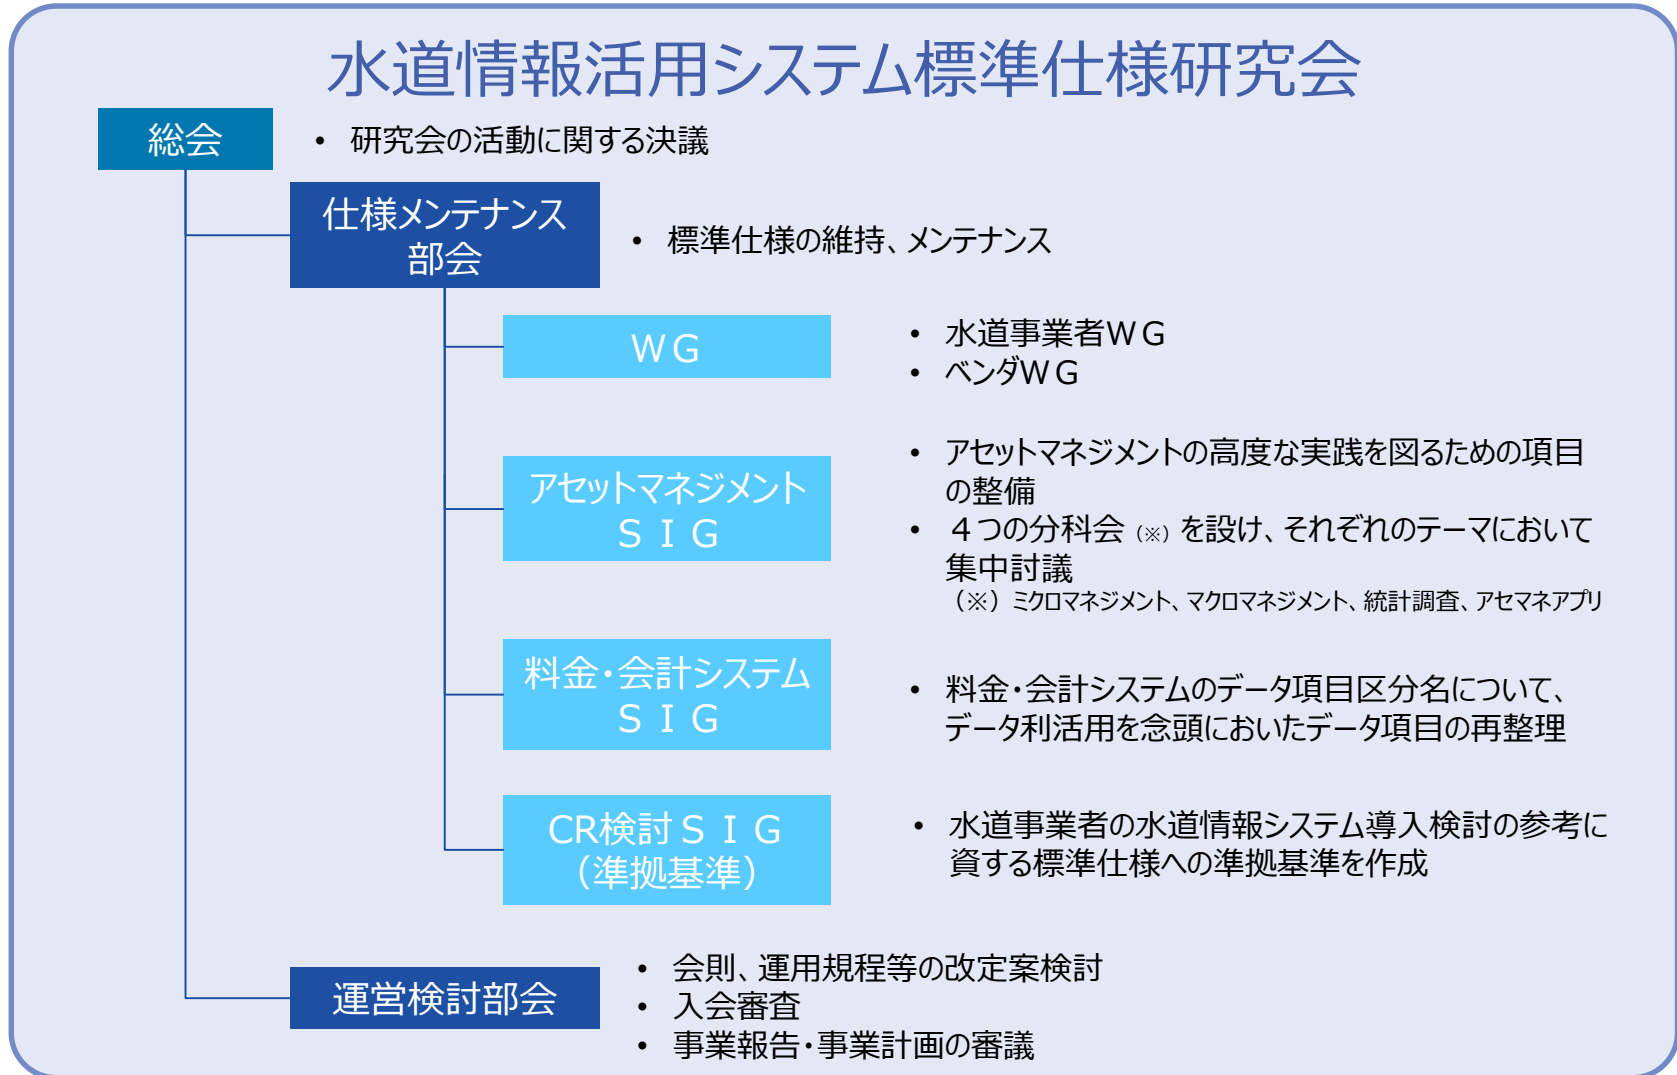 水道情報活用システム標準仕様研究会
総会
• 研究会の活動に関する決議
仕様メンテナンス
部会
• 標準仕様の維持、メンテナンス
ＷＧ
• 水道事業者ＷＧ
• ベンダＷＧ
アセットマネジメント
ＳＩＧ
• アセットマネジメントの高度な実践を図るための項目
の整備
• ４つの分科会（※）を設け、それぞれのテーマにおいて
集中討議
（※）ミクロマネジメント、マクロマネジメント、統計調査、アセマネアプリ
料金・会計システム
ＳＩＧ
• 料金・会計システムのデータ項目区分名について、
データ利活用を念頭においたデータ項目の再整理
CR検討ＳＩＧ
（準拠基準）
• 水道事業者の水道情報システム導入検討の参考に
資する標準仕様への準拠基準を作成
運営検討部会
• 会則、運用規程等の改定案検討
• 入会審査
• 事業報告・事業計画の審議